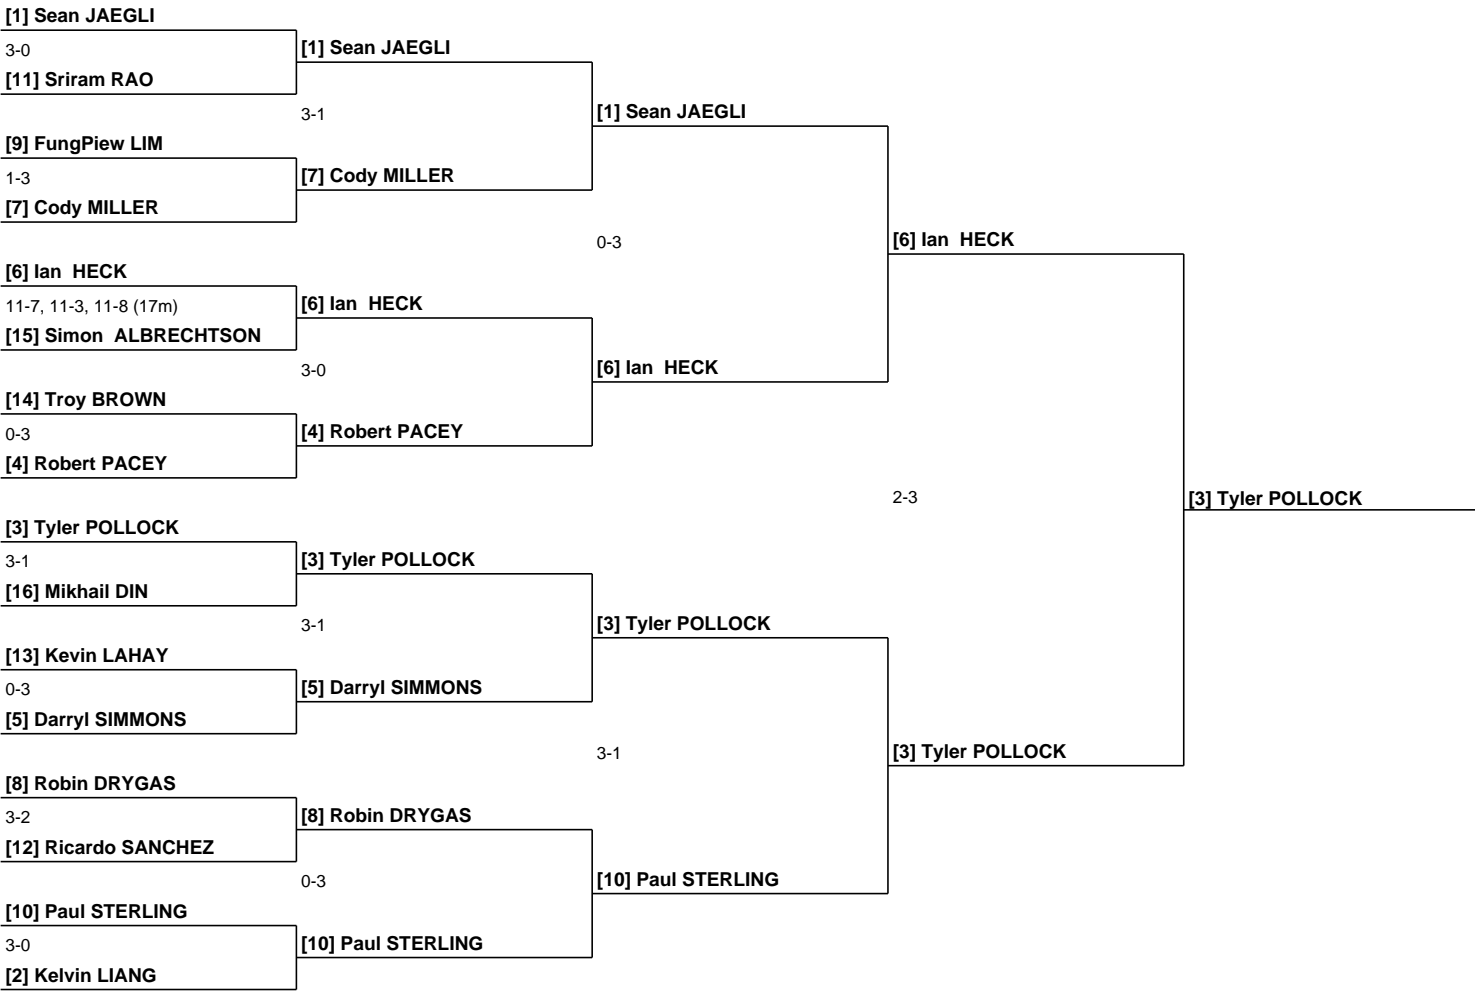 [1] Sean JAEGLI
3-0
[11] Sriram RAO
[9] FungPiew LIM
1-3
[7] Cody MILLER
[6] Ian  HECK
11-7, 11-3, 11-8 (17m)
[15] Simon  ALBRECHTSON
[14] Troy BROWN
0-3
[4] Robert PACEY
[3] Tyler POLLOCK
3-1
[16] Mikhail DIN
[13] Kevin LAHAY
0-3
[5] Darryl SIMMONS
[8] Robin DRYGAS
3-2
[12] Ricardo SANCHEZ
[10] Paul STERLING
3-0
[2] Kelvin LIANG
[1] Sean JAEGLI
3-1
[7] Cody MILLER
[6] Ian  HECK
3-0
[4] Robert PACEY
[3] Tyler POLLOCK
3-1
[5] Darryl SIMMONS
[8] Robin DRYGAS
0-3
[10] Paul STERLING
[1] Sean JAEGLI
0-3
[6] Ian  HECK
[3] Tyler POLLOCK
3-1
[10] Paul STERLING
[6] Ian  HECK
2-3
[3] Tyler POLLOCK
[3] Tyler POLLOCK